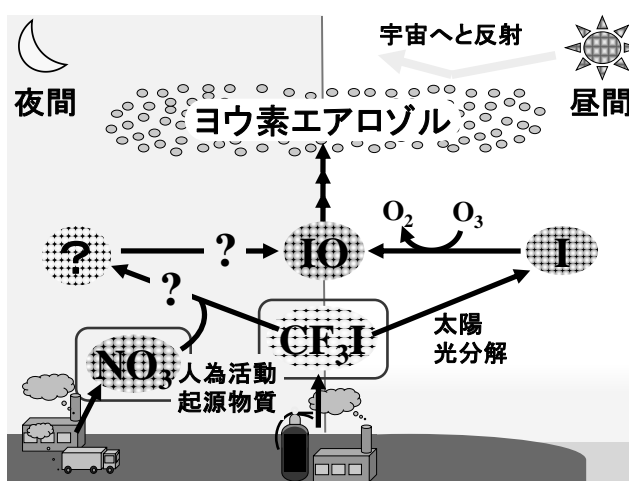 宇宙へと反射
夜間
昼間
ヨウ素エアロゾル
O2
O3
?
?
IO
I
?
CF3I
太陽
光分解
NO3
人為活動
起源物質